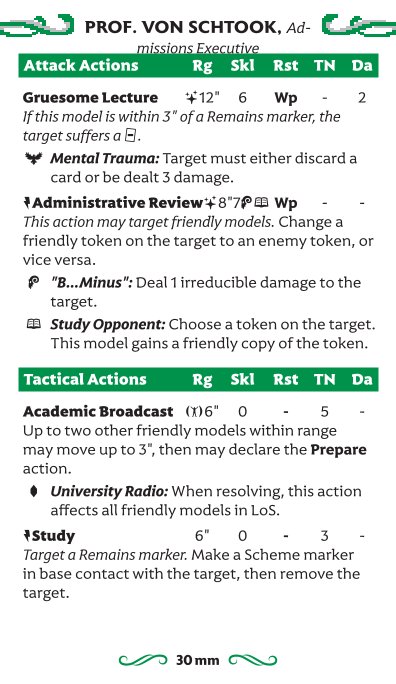 PROF. VON SCHTOOK, Ad-
missions Executive
Attack Actions Rg Skl Rst TN Da
Gruesome Lecture 12" 6 Wp - 2
If this model is within 3" of a Remains marker, the
target suffers a .
Mental Trauma: Target must either discard a
card or be dealt 3 damage.
Administrative Review 8" 7 Wp - -
This action may target friendly models. Change a
friendly token on the target to an enemy token, or
vice versa.
"B...Minus": Deal 1 irreducible damage to the
target.
Study Opponent: Choose a token on the target.
This model gains a friendly copy of the token.
Tactical Actions Rg Skl Rst TN Da
Academic Broadcast 6" 0 - 5 -
Up to two other friendly models within range
may move up to 3", then may declare the Prepare
action.
University Radio: When resolving, this action
affects all friendly models in LoS.
Study 6" 0 - 3 -
Target a Remains marker. Make a Scheme marker
in base contact with the target, then remove the
target.
30 mm